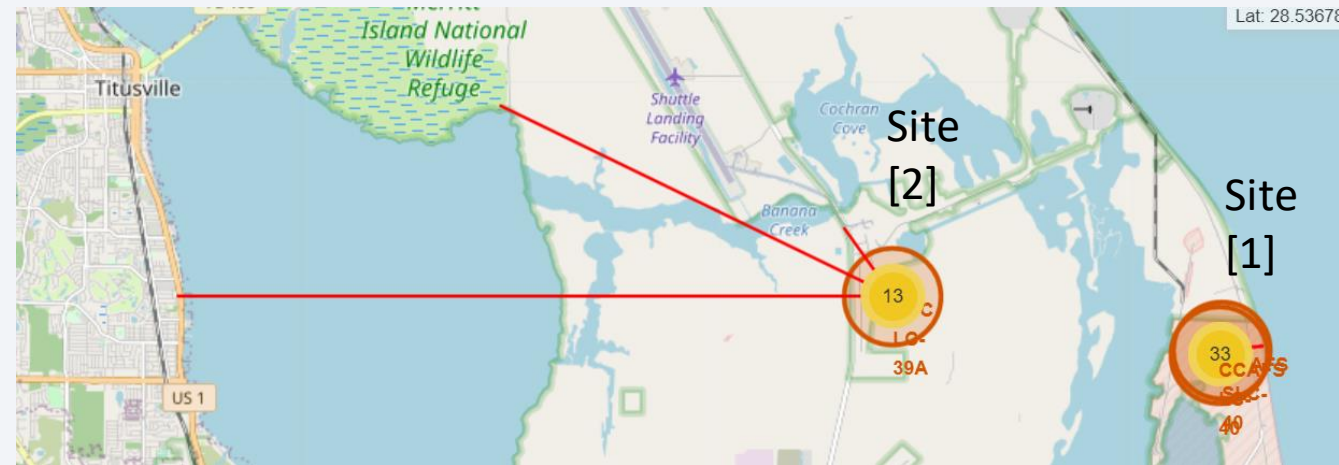 Lat: 28.53678
Island National
Wildlife
Refuge
Titusville
Shuttle
Landing
Facility
Cochran
Cove
Site
[2]
Site
[1]
Banana
Creek
13
C
39A
33
CCAFS
40
US 1